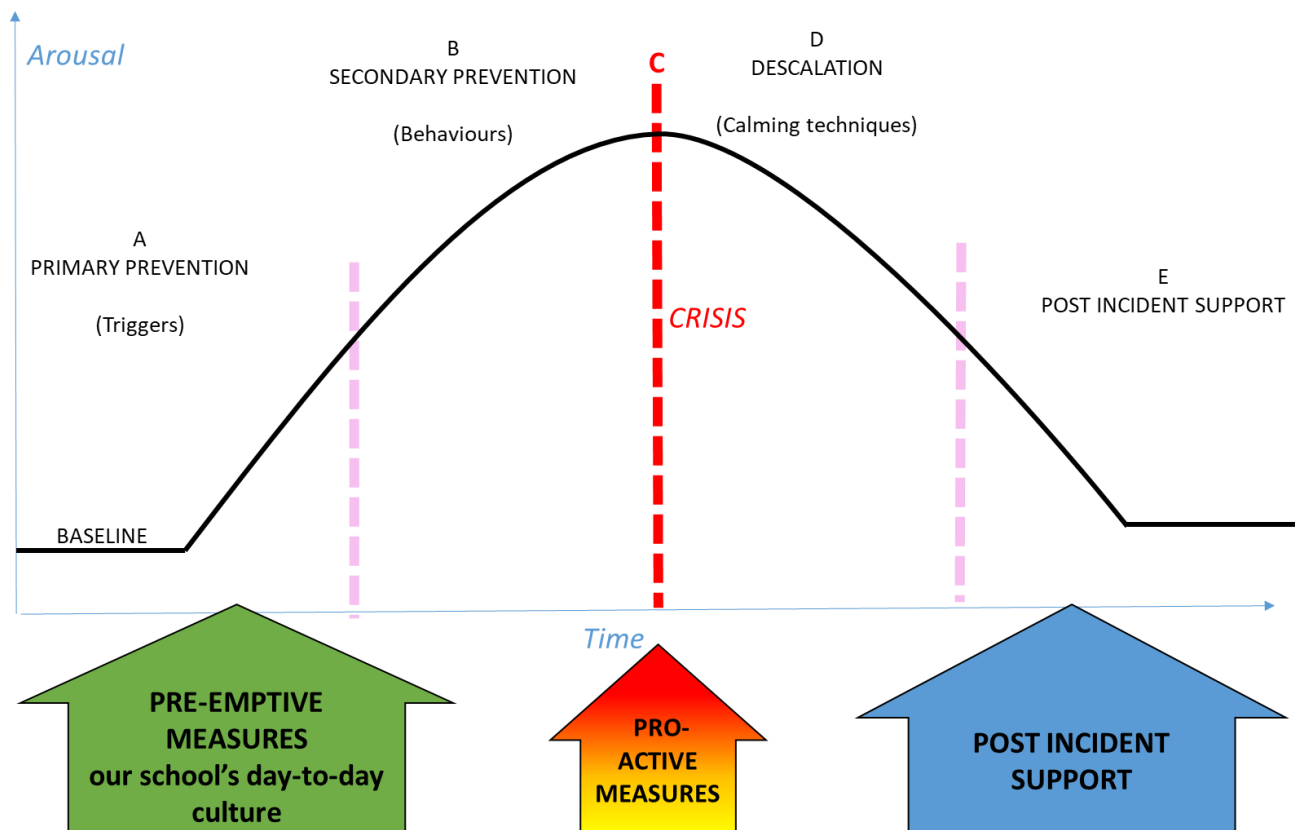 Arousal
A
PRIMARY PREVENTION
(Triggers)
B
SECONDARY PREVENTION
(Behaviours)
C
CRISIS
D
DESCALATION
(Calming techniques)
E
POST INCIDENT SUPPORT
BASELINE
Time
PRE-EMPTIVE
MEASURES
our school’s day-to-day
culture
PRO-
ACTIVE
MEASURES
POST INCIDENT
SUPPORT